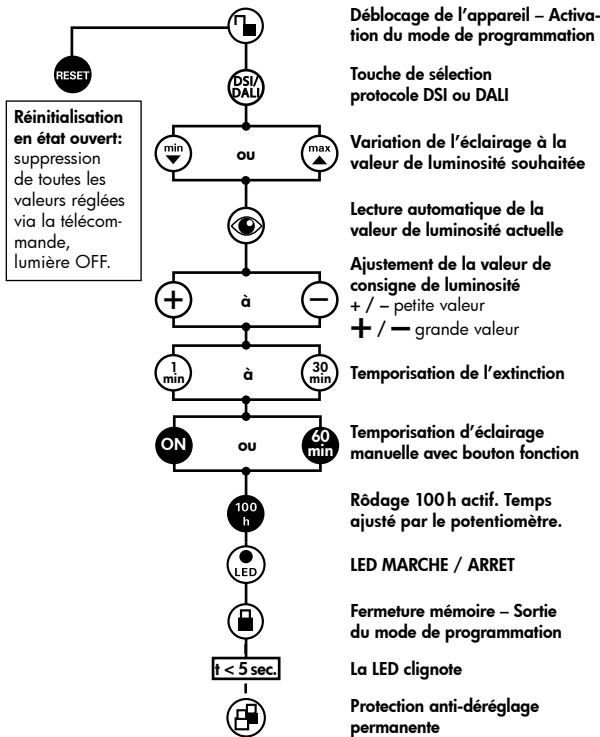 Déblocage de l'appareil – Activa-
tion du mode de programmation
RESET
Réinitialisation
en état ouvert:
suppression
de toutes les
valeurs réglées
via la télécom-
mande,
lumière OFF.
DSI/
DALI
Touche de sélection
protocole DSI ou DALI
min
ou
max
Variation de l'éclairage à la
valeur de luminosité souhaitée
Lecture automatique de la
valeur de luminosité actuelle
+
à
−
Ajustement de la valeur de
consigne de luminosité
+ / – petite valeur
+ / − grande valeur
1
min
à
30
min
Temporisation de l'extinction
ON
ou
60
min
Temporisation d'éclairage
manuelle avec bouton fonction
100
h
Rôdage 100 h actif. Temps
ajusté par le potentiomètre.
LED
LED MARCHE / ARRET
Fermeture mémoire – Sortie
du mode de programmation
t < 5 sec.
La LED clignote
Protection anti-déréglage
permanente